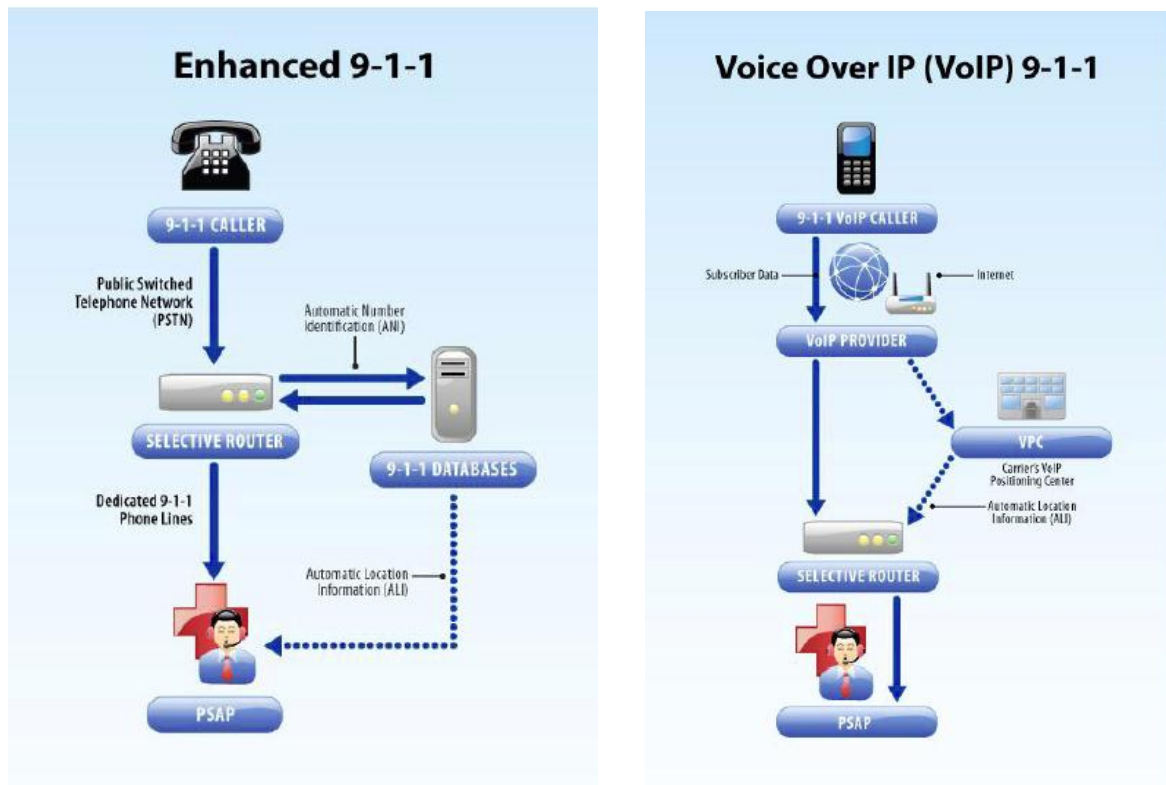 Enhanced 9-1-1
9-1-1 CALLER
Public Switched
Telephone Network
(PSTN)
Automatic Number
Identification (ANI)
SELECTIVE ROUTER
9-1-1 DATABASES
Dedicated 9-1-1
Phone Lines
Automatic Location
Information (ALI)
PSAP
Voice Over IP (VoIP) 9-1-1
9-1-1 VoIP CALLER
Subscriber Data
Internet
VoIP PROVIDER
VPC
Carrier's VoIP
Positioning Center
Automatic Location
Information (ALI)
SELECTIVE ROUTER
PSAP